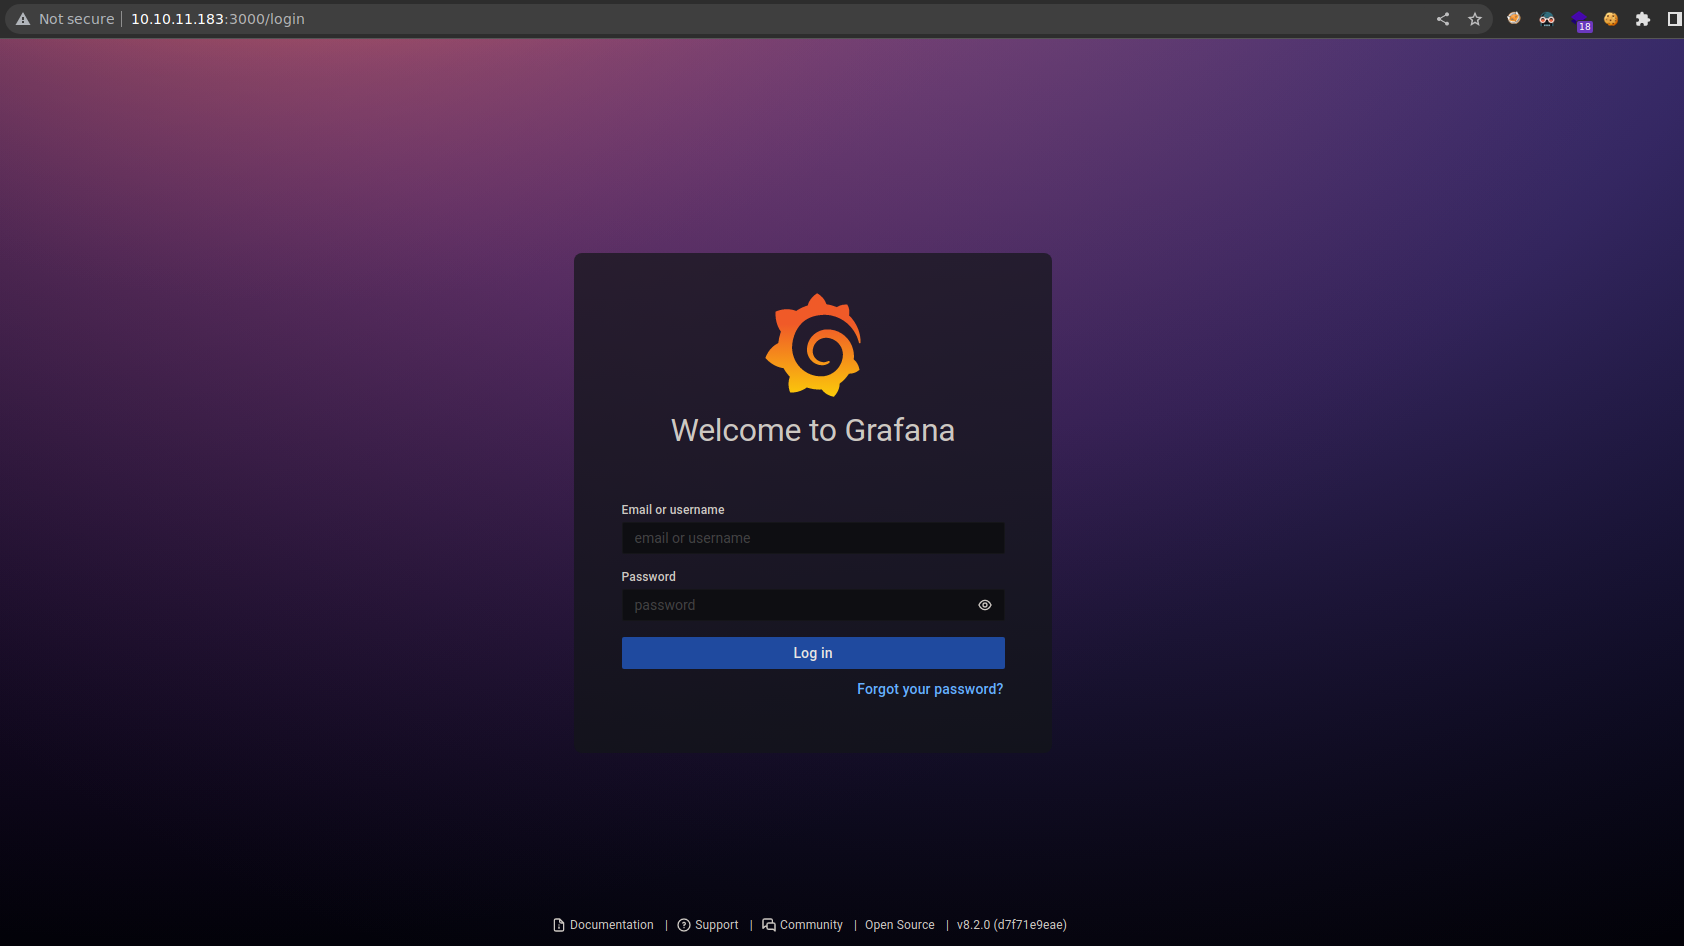 Not secure 10.10.11.183:3000/login
18
Welcome to Grafana
Email or username
email or username
Password
password
Log in
Forgot your password?
Documentation | Support | Community | Open Source | v8.2.0 (d7f71e9eae)